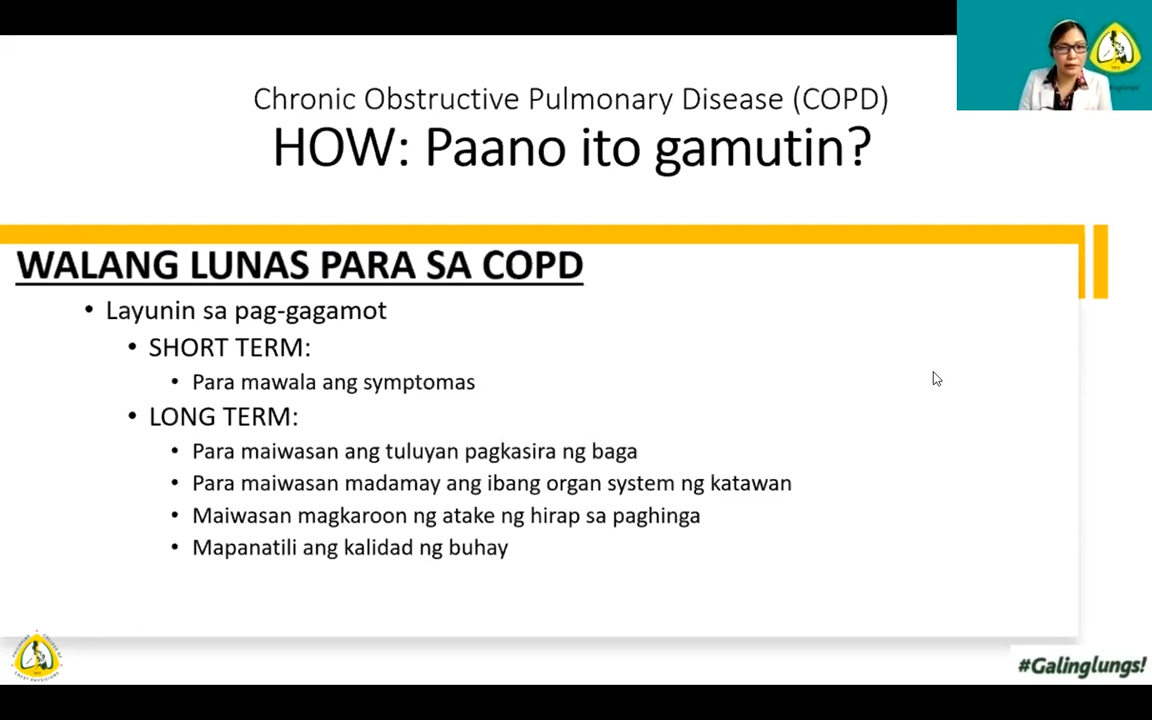 Chronic Obstructive Pulmonary Disease (COPD)
HOW: Paano ito gamutin?
WALANG LUNAS PARA SA COPD
• Layunin sa pag-gagamot
• SHORT TERM:
• Para mawala ang symptomas
• LONG TERM:
• Para maiwasan ang tuluyan pagkasira ng baga
• Para maiwasan madamay ang ibang organ system ng katawan
• Maiwasan magkaroon ng atake ng hirap sa paghinga
• Mapanatili ang kalidad ng buhay
#Galinglungs!